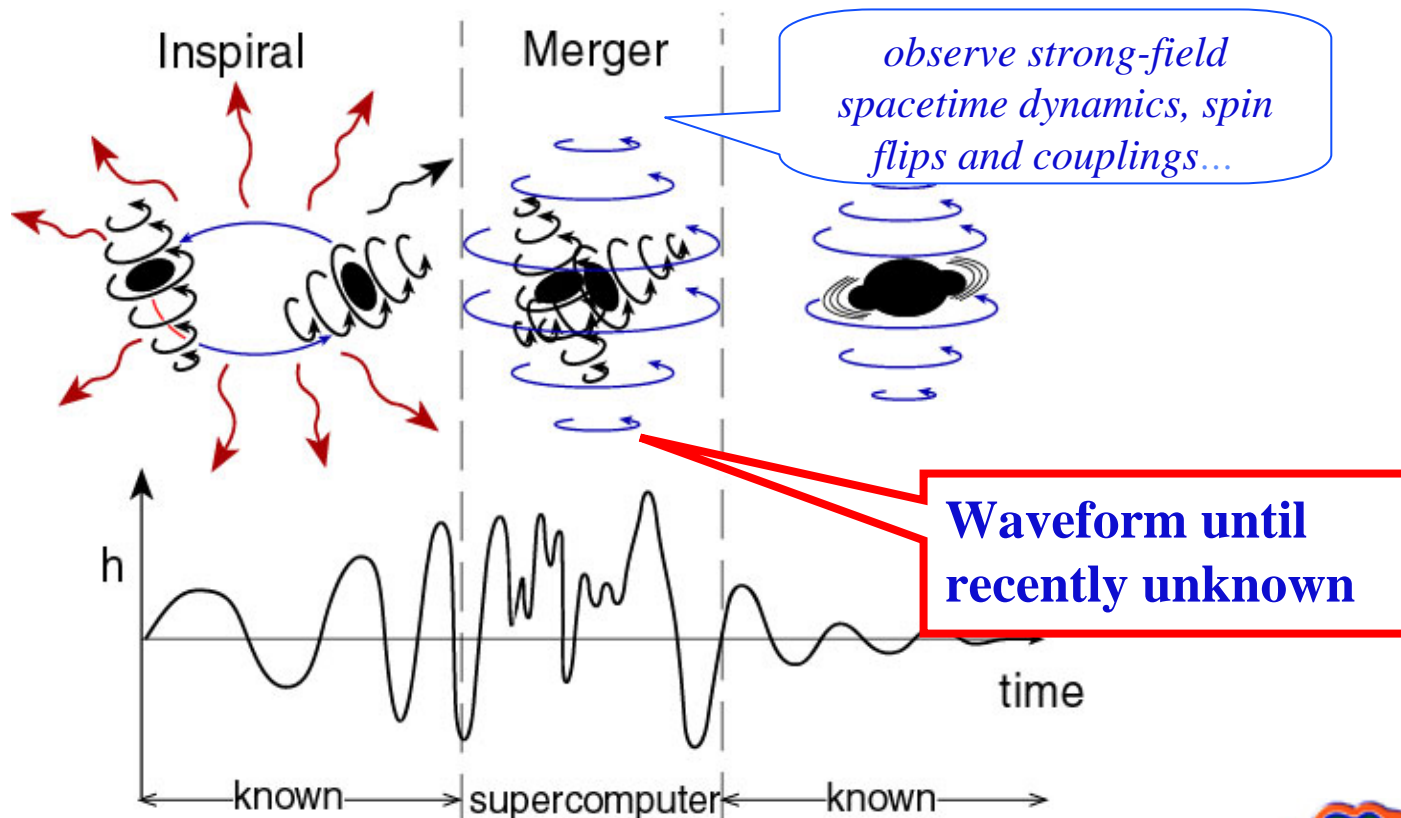 Inspiral
Merger
observe strong-field
spacetime dynamics, spin
flips and couplings...
h
Waveform until
recently unknown
time
known
supercomputer
known